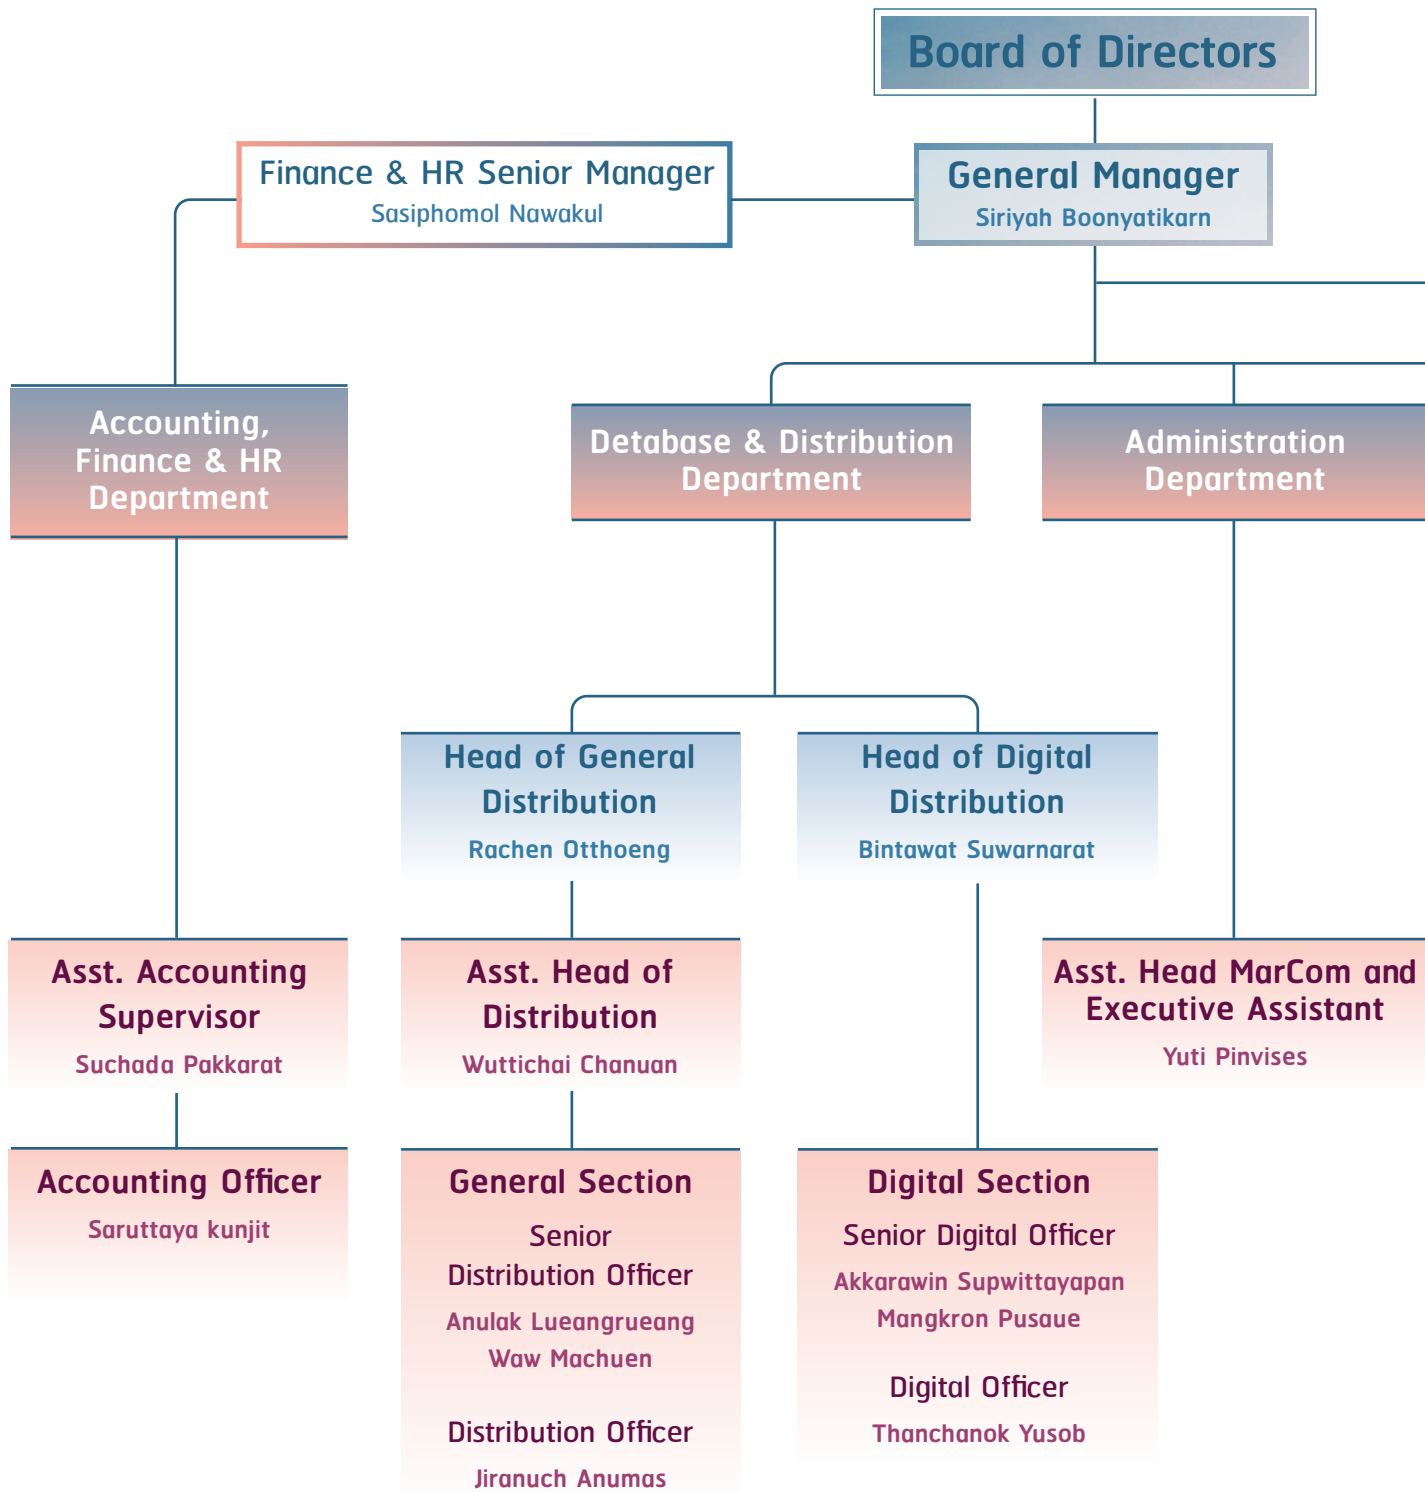 Board of Directors
Finance & HR Senior Manager
Sasiphomol Nawakul
General Manager
Siriyah Boonyatikarn
Accounting,
Finance & HR
Department
Detabase & Distribution
Department
Administration
Department
Head of General
Distribution
Rachen Otthoeng
Head of Digital
Distribution
Bintawat Suwarnarat
Asst. Accounting
Supervisor
Suchada Pakkarat
Asst. Head of
Distribution
Wuttichai Chanuan
Asst. Head MarCom and
Executive Assistant
Yuti Pinvises
Accounting Officer
Saruttaya kunjit
General Section
Senior
Distribution Officer
Anulak Lueangrueang
Waw Machuen
Distribution Officer
Jiranuch Anumas
Digital Section
Senior Digital Officer
Akkarawin Supwittayapan
Mangkron Pusaue
Digital Officer
Thanchanok Yusob